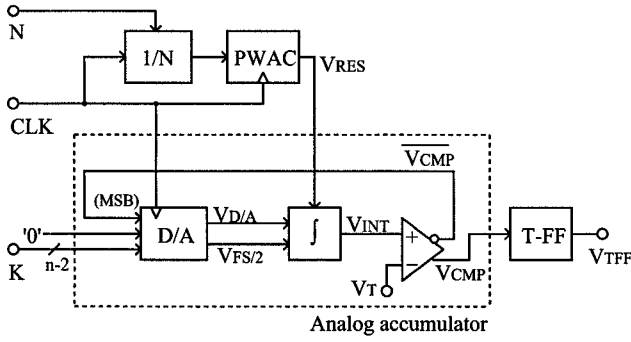 N
1/N
PWAC
VRES
CLK
VCMP
(MSB)
'0'
D/A
VD/A
VFS/2
∫
VINT
+
−
T-FF
K
n-2
VT
VCMP
VTFF
Analog accumulator